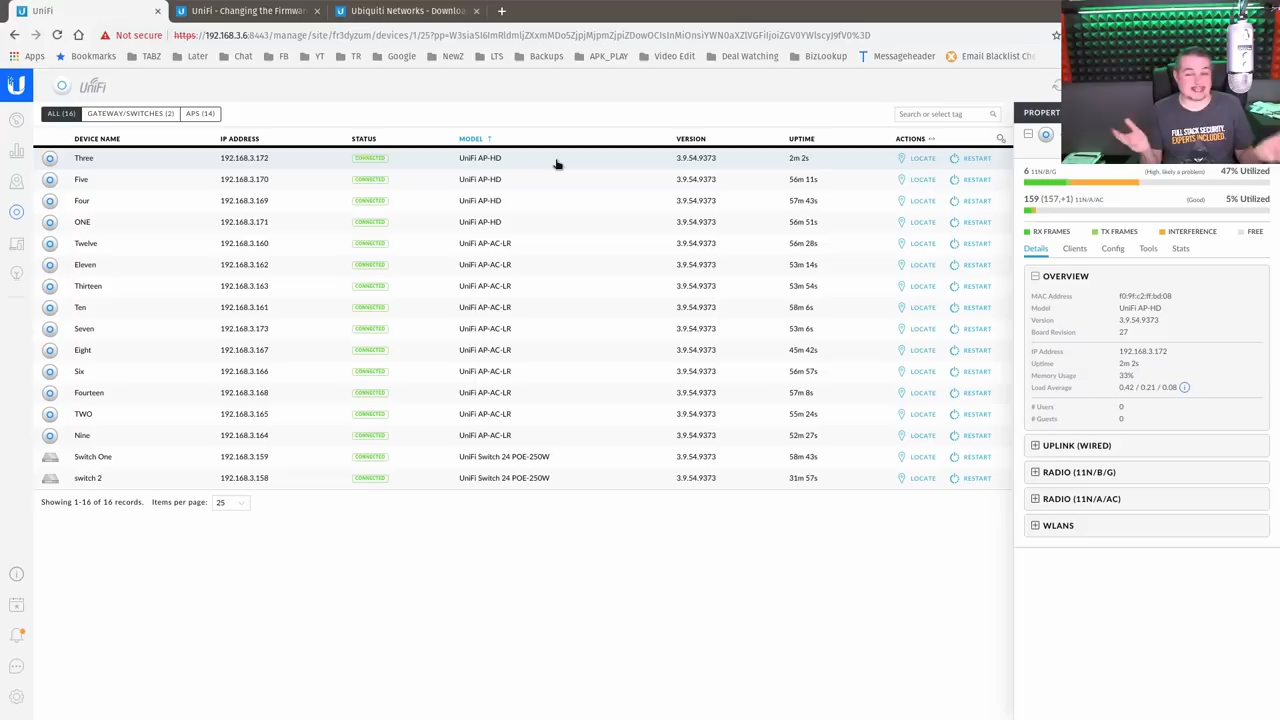 UniFi
UniFi - Changing the Firmwar
Ubiquiti Networks - Downloa
Not secure
Apps
Bookmarks
TABZ
Later
Chat
FB
YT
TR
Google
NewZ
LTS
Backups
APK_PLAY
Video Edit
Deal Watching
BizLookup
Messageheader
Email Blacklist Che
UniFi
ALL (16)
GATEWAY/SWITCHES (2)
APS (14)
Search or select tag
DEVICE NAME IP ADDRESS STATUS MODEL ↑ VERSION UPTIME ACTIONS
Three 192.168.3.172 CONNECTED UniFi AP-HD 3.9.54.9373 2m 2s LOCATE RESTART
Five 192.168.3.170 CONNECTED UniFi AP-HD 3.9.54.9373 56m 11s LOCATE RESTART
Four 192.168.3.169 CONNECTED UniFi AP-HD 3.9.54.9373 57m 43s LOCATE RESTART
ONE 192.168.3.171 CONNECTED UniFi AP-HD 3.9.54.9373 56m 51s LOCATE RESTART
Twelve 192.168.3.160 CONNECTED UniFi AP-AC-LR 3.9.54.9373 56m 28s LOCATE RESTART
Eleven 192.168.3.162 CONNECTED UniFi AP-AC-LR 3.9.54.9373 53m 14s LOCATE RESTART
Thirteen 192.168.3.163 CONNECTED UniFi AP-AC-LR 3.9.54.9373 53m 54s LOCATE RESTART
Ten 192.168.3.161 CONNECTED UniFi AP-AC-LR 3.9.54.9373 58m 6s LOCATE RESTART
Seven 192.168.3.173 CONNECTED UniFi AP-AC-LR 3.9.54.9373 53m 6s LOCATE RESTART
Eight 192.168.3.167 CONNECTED UniFi AP-AC-LR 3.9.54.9373 45m 42s LOCATE RESTART
Six 192.168.3.166 CONNECTED UniFi AP-AC-LR 3.9.54.9373 56m 57s LOCATE RESTART
Fourteen 192.168.3.168 CONNECTED UniFi AP-AC-LR 3.9.54.9373 57m 8s LOCATE RESTART
TWO 192.168.3.165 CONNECTED UniFi AP-AC-LR 3.9.54.9373 55m 24s LOCATE RESTART
Nine 192.168.3.164 CONNECTED UniFi AP-AC-LR 3.9.54.9373 52m 27s LOCATE RESTART
Switch One 192.168.3.159 CONNECTED UniFi Switch 24 POE-250W 3.9.54.9373 58m 43s LOCATE RESTART
switch 2 192.168.3.158 CONNECTED UniFi Switch 24 POE-250W 3.9.54.9373 31m 57s LOCATE RESTART
Showing 1-16 of 16 records. Items per page: 25
PROPERT
FULL STACK SECURITY.
EXPERTS INCLUDED.
6 11N/B/G (High, likely a problem) 47% Utilized
159 (157,+1) 11N/A/AC (Good) 5% Utilized
RX FRAMES TX FRAMES INTERFERENCE FREE
Details Clients Config Tools Stats
OVERVIEW
MAC Address f0:9f:c2:ff:bd:08
Model UniFi AP-HD
Version 3.9.54.9373
Board Revision 27
IP Address 192.168.3.172
Uptime 2m 2s
Memory Usage 33%
Load Average 0.42 / 0.21 / 0.08
# Users 0
# Guests 0
UPLINK (WIRED)
RADIO (11N/B/G)
RADIO (11N/A/AC)
WLANS